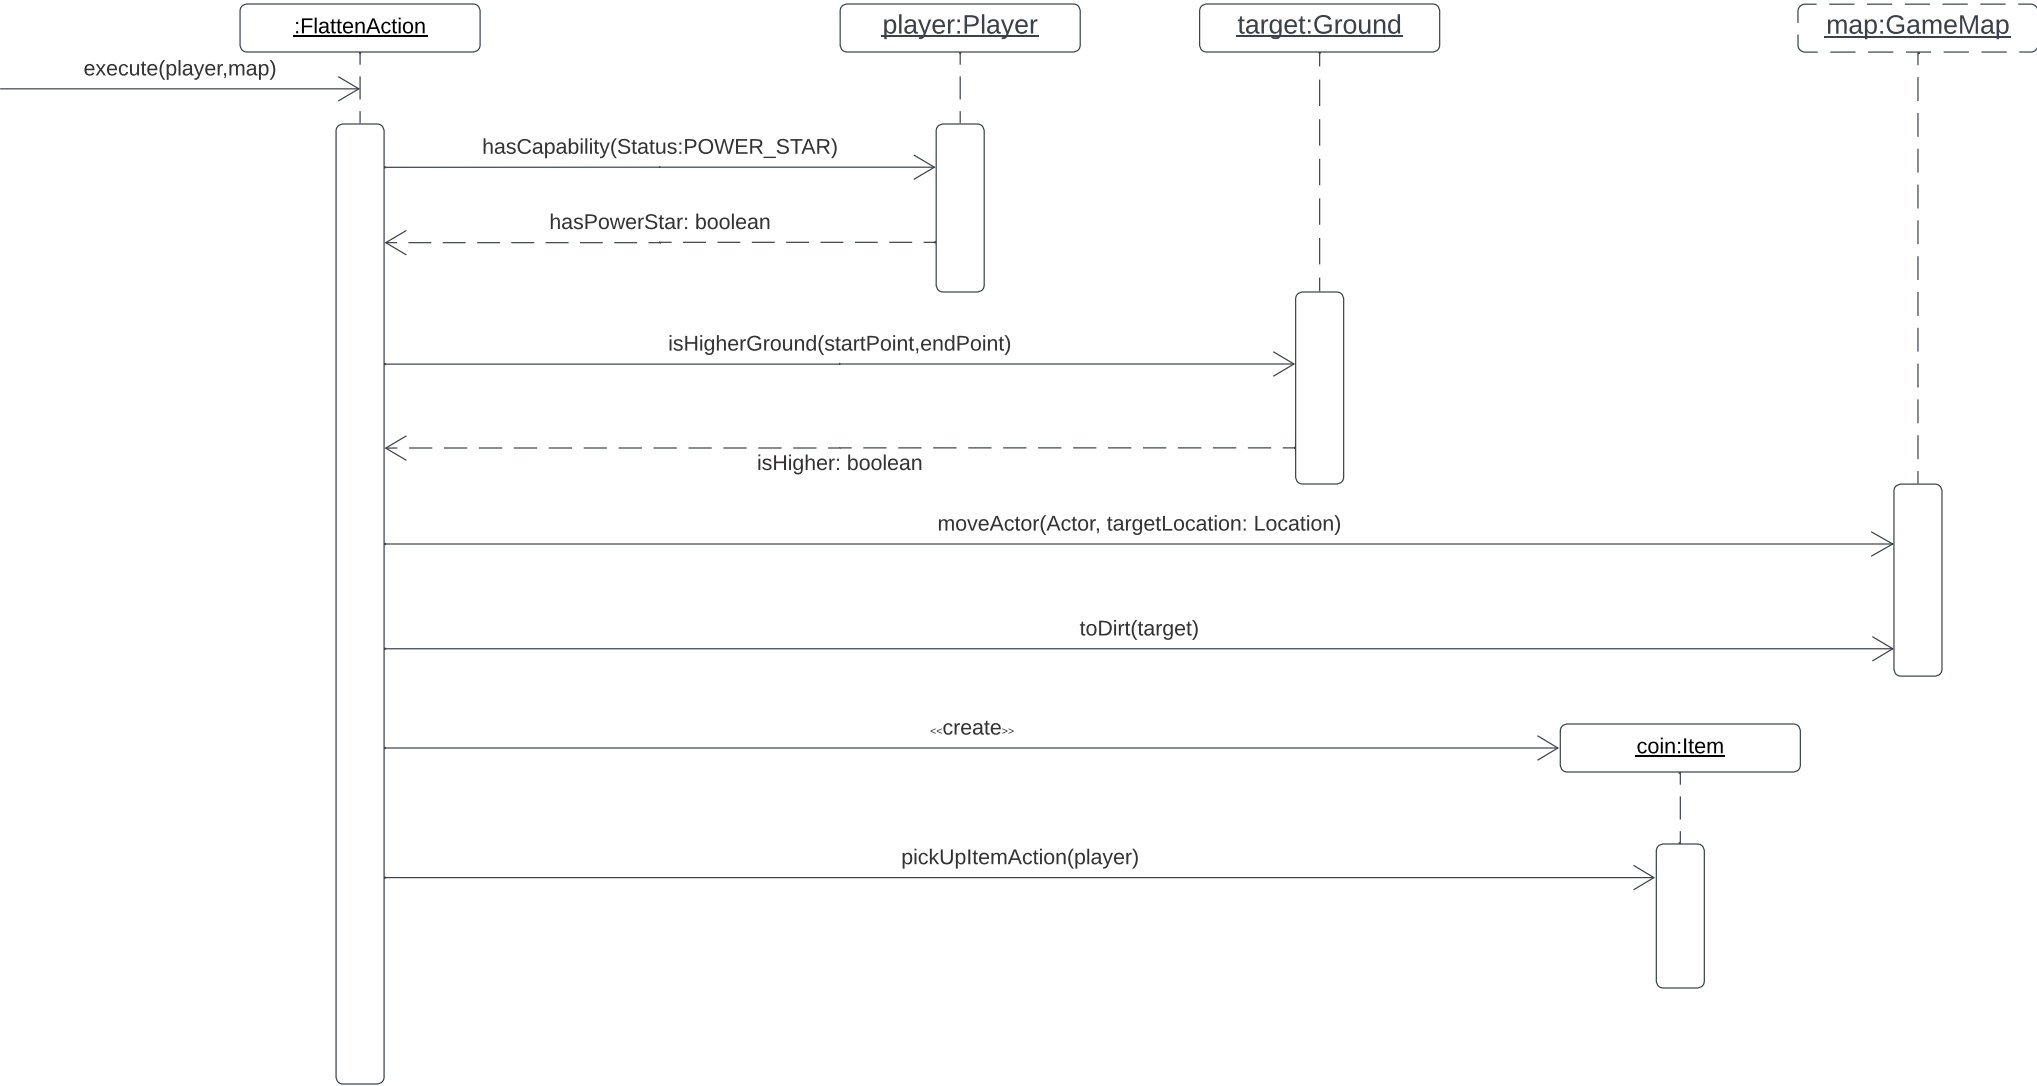 :FlattenAction
player:Player
target:Ground
map:GameMap
execute(player,map)
hasCapability(Status:POWER_STAR)
hasPowerStar: boolean
isHigherGround(startPoint,endPoint)
isHigher: boolean
moveActor(Actor, targetLocation: Location)
toDirt(target)
<<create>>
coin:Item
pickUpItemAction(player)